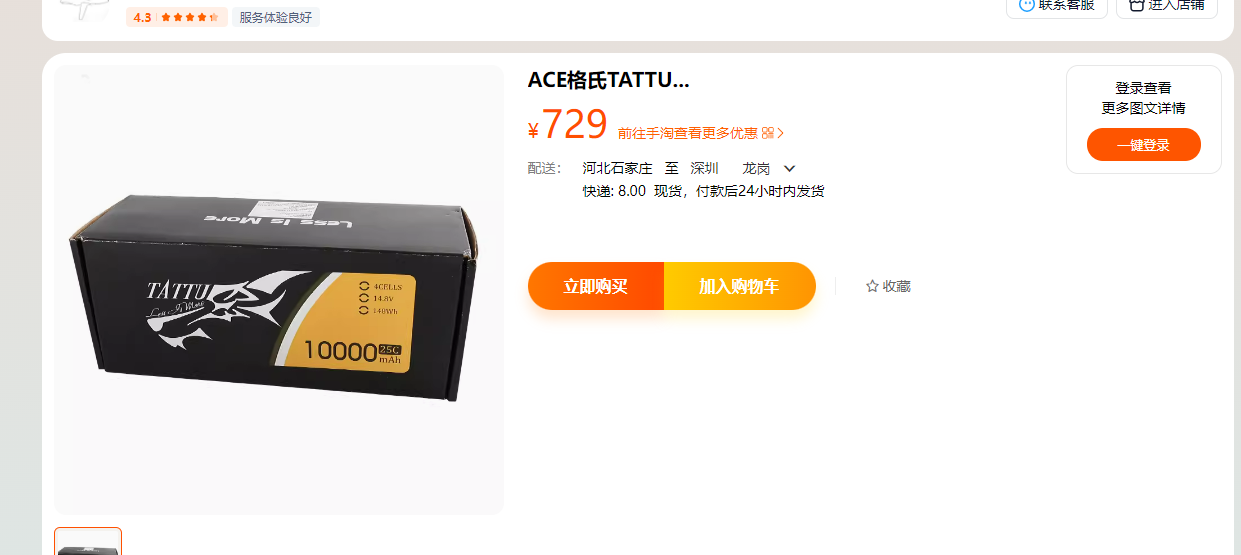 4.3
服务体验良好
联系客服
进入店铺
ACE格氏TATTU...
¥729 前往手淘查看更多优惠
配送： 河北石家庄 至 深圳 龙岗
快递: 8.00 现货，付款后24小时内发货
立即购买
加入购物车
收藏
登录查看
更多图文详情
一键登录
Less Is More
TATTU
Less Is More
4CELLS
14.8V
148Wh
10000 25C
mAh